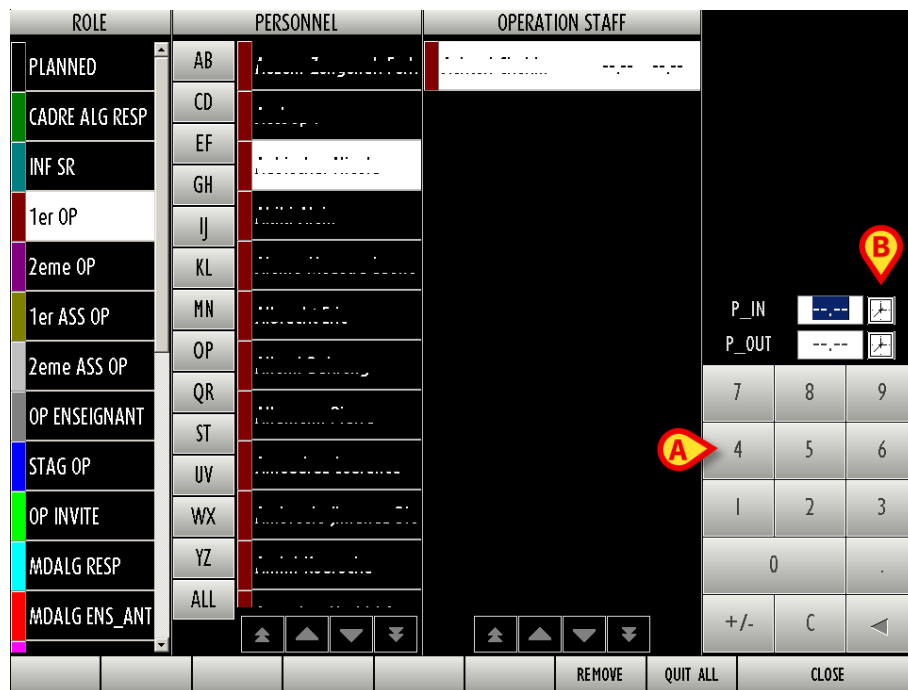 ROLE
PERSONNEL
OPERATION STAFF
PLANNED
CADRE ALG RESP
INF SR
1er OP
2eme OP
1er ASS OP
2eme ASS OP
OP ENSEIGNANT
STAG OP
OP INVITE
MDALG RESP
MDALG ENS_ANT
AB
CD
EF
GH
IJ
KL
MN
OP
QR
ST
UV
WX
YZ
ALL
--.-- --.--
B
P_IN --.--
P_OUT --.--
A
7 8 9
4 5 6
1 2 3
0 .
+/- C
REMOVE QUIT ALL CLOSE